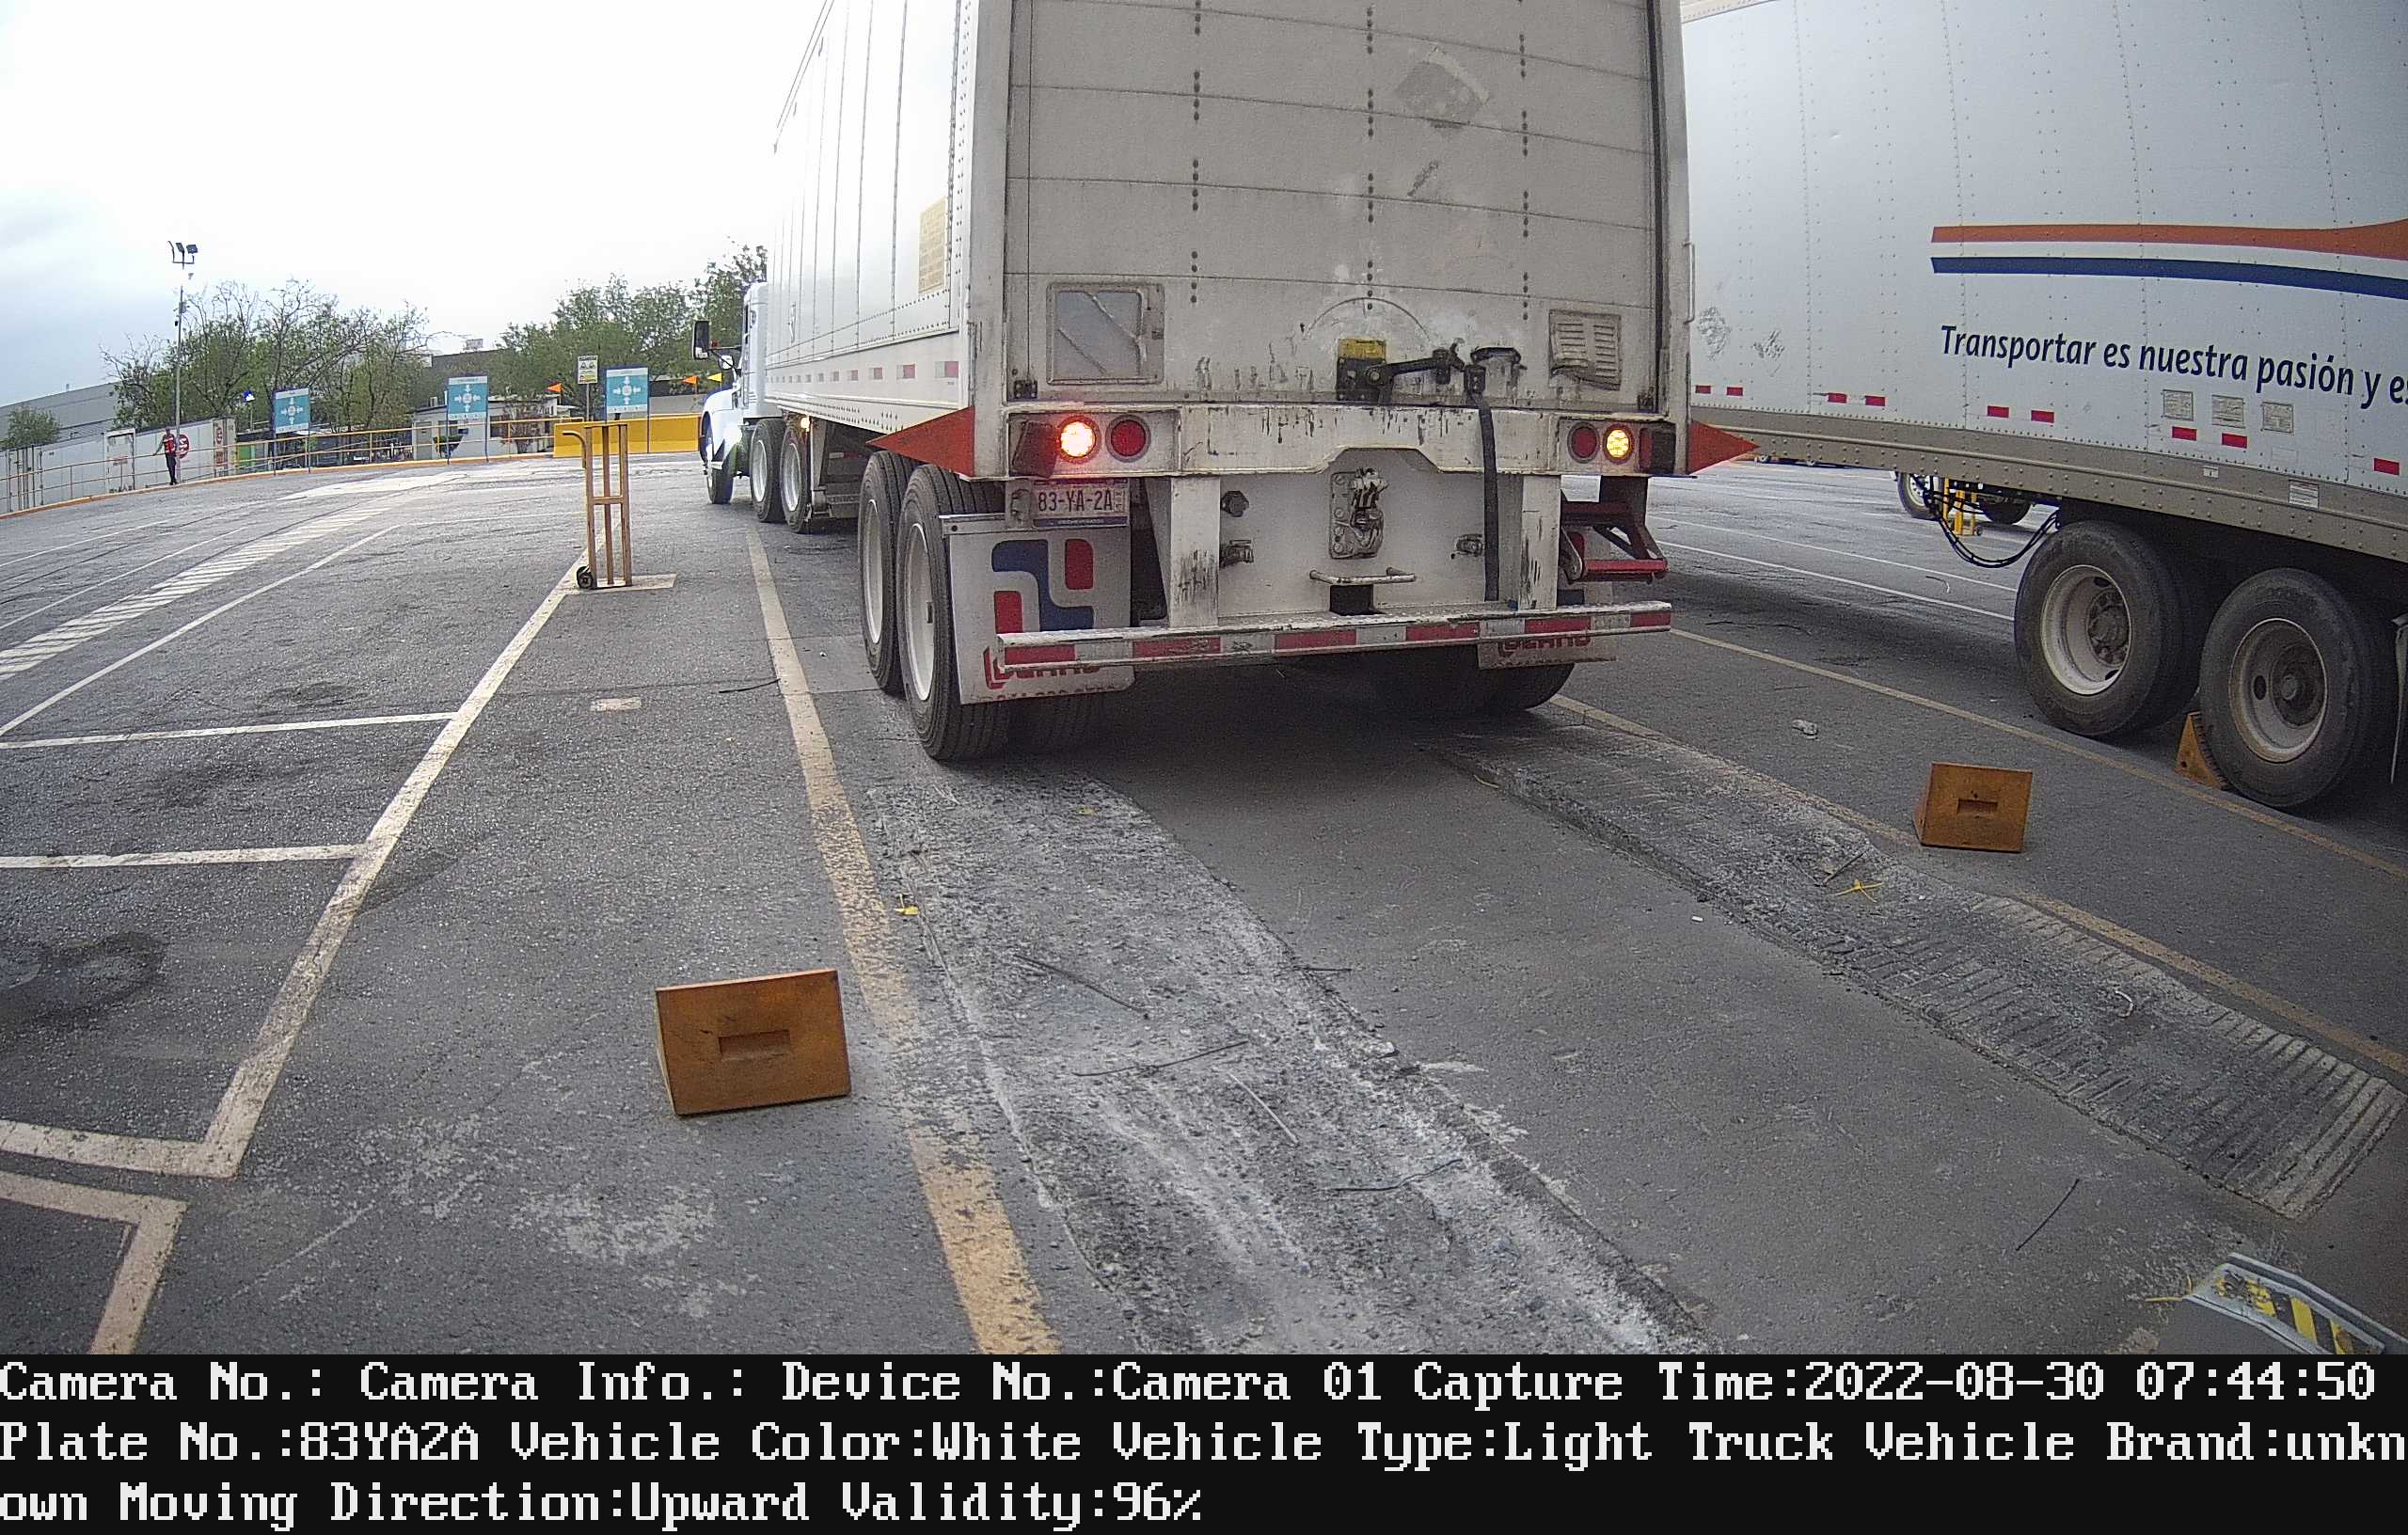 Transportar es nuestra pasión y es
83-YA-2A
Camera No.: Camera Info.: Device No.:Camera 01 Capture Time:2022-08-30 07:44:50
Plate No.:83YA2A Vehicle Color:White Vehicle Type:Light Truck Vehicle Brand:unkn
own Moving Direction:Upward Validity:96%